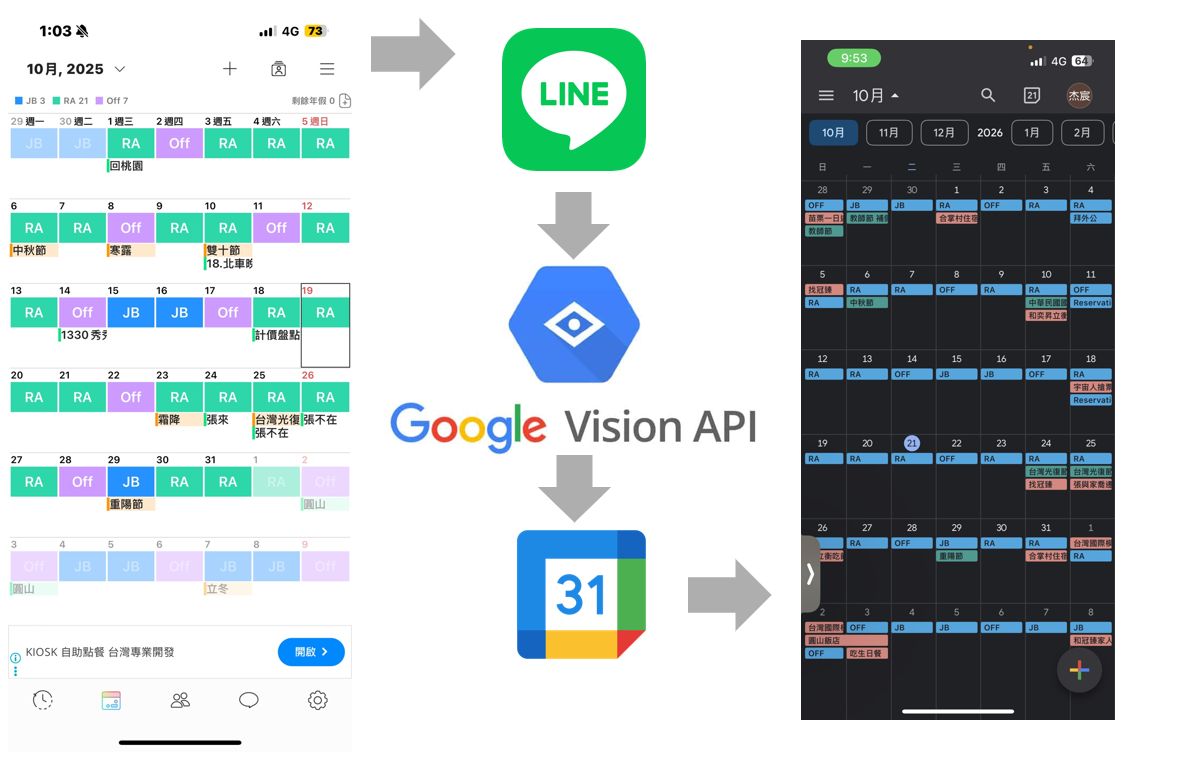 1:03 4G 73
10月, 2025
JB 3 RA 21 Off 7 剩餘年假 0
29 週一 30 週二 1 週三 2 週四 3 週五 4 週六 5 週日
JB JB RA Off RA RA RA
回桃園
6 7 8 9 10 11 12
RA RA Off RA RA Off RA
中秋節 寒露 雙十節
18.北車晚
13 14 15 16 17 18 19
RA Off JB JB Off RA RA
1330 秀 計價盤點
20 21 22 23 24 25 26
RA RA Off RA RA RA RA
霜降 張來 台灣光復 張不在
張不在
27 28 29 30 31 1 2
RA Off JB RA RA RA Off
重陽節 圓山
3 4 5 6 7 8 9
Off JB JB Off JB JB Off
圓山 立冬
KIOSK 自助點餐 台灣專業開發
開啟
LINE
Google Vision API
31
9:53 4G 64
10月 21 杰宸
10月 11月 12月 2026 1月 2月
日 一 二 三 四 五 六
28 29 30 1 2 3 4
OFF JB JB RA OFF RA RA
苗栗一日 教師節 補 合掌村住宿 拜外公
教師節
5 6 7 8 9 10 11
找冠臻 RA RA OFF RA RA OFF
RA 中秋節 中華民國 Reservati
和奕昇立衡
12 13 14 15 16 17 18
RA RA OFF JB JB OFF RA
宇宙人搶票
Reservati
19 20 21 22 23 24 25
RA RA RA OFF RA RA RA
台灣光復節 台灣光復節
找冠臻 張與家喬
26 27 28 29 30 31 1
RA OFF JB RA RA 台灣國際
立衡吃 重陽節 合掌村住宿 RA
2 3 4 5 6 7 8
台灣國際 OFF JB JB OFF JB JB
圓山飯店 和冠臻家人
OFF 吃生日餐